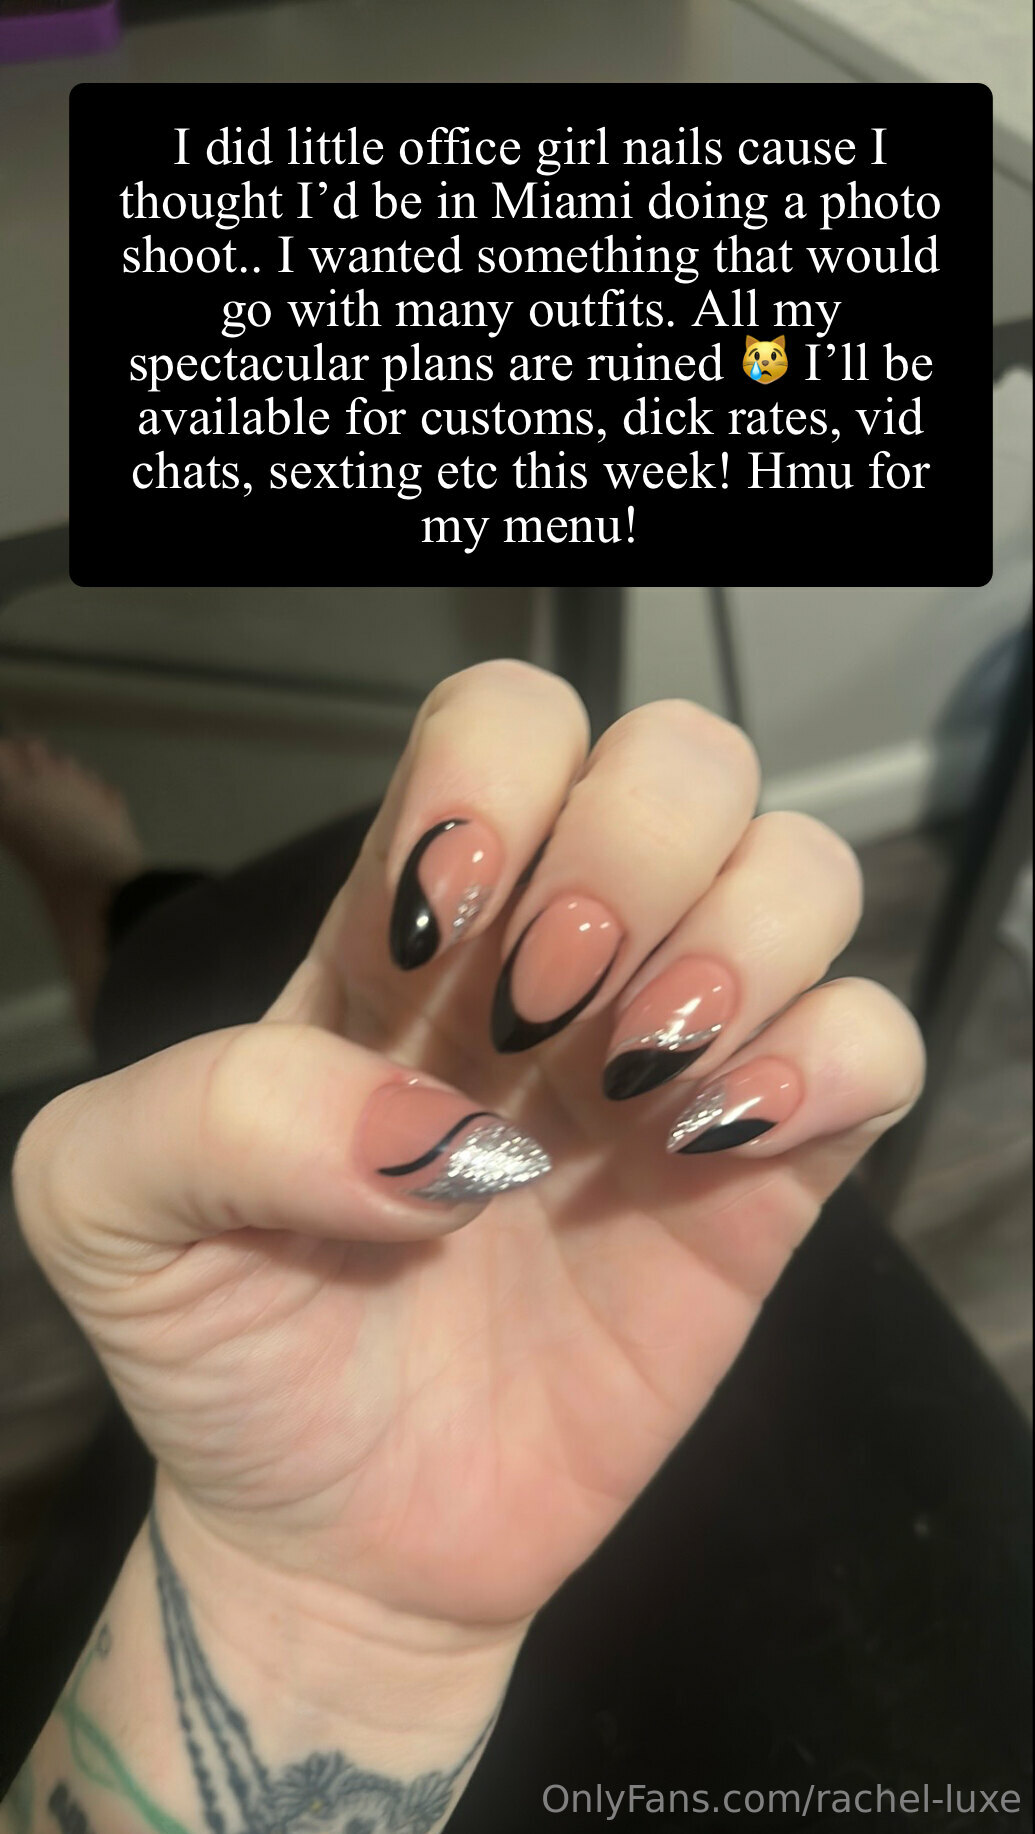 I did little office girl nails cause I
thought I’d be in Miami doing a photo
shoot.. I wanted something that would
go with many outfits. All my
spectacular plans are ruined 😿 I’ll be
available for customs, dick rates, vid
chats, sexting etc this week! Hmu for
my menu!
OnlyFans.com/rachel-luxe